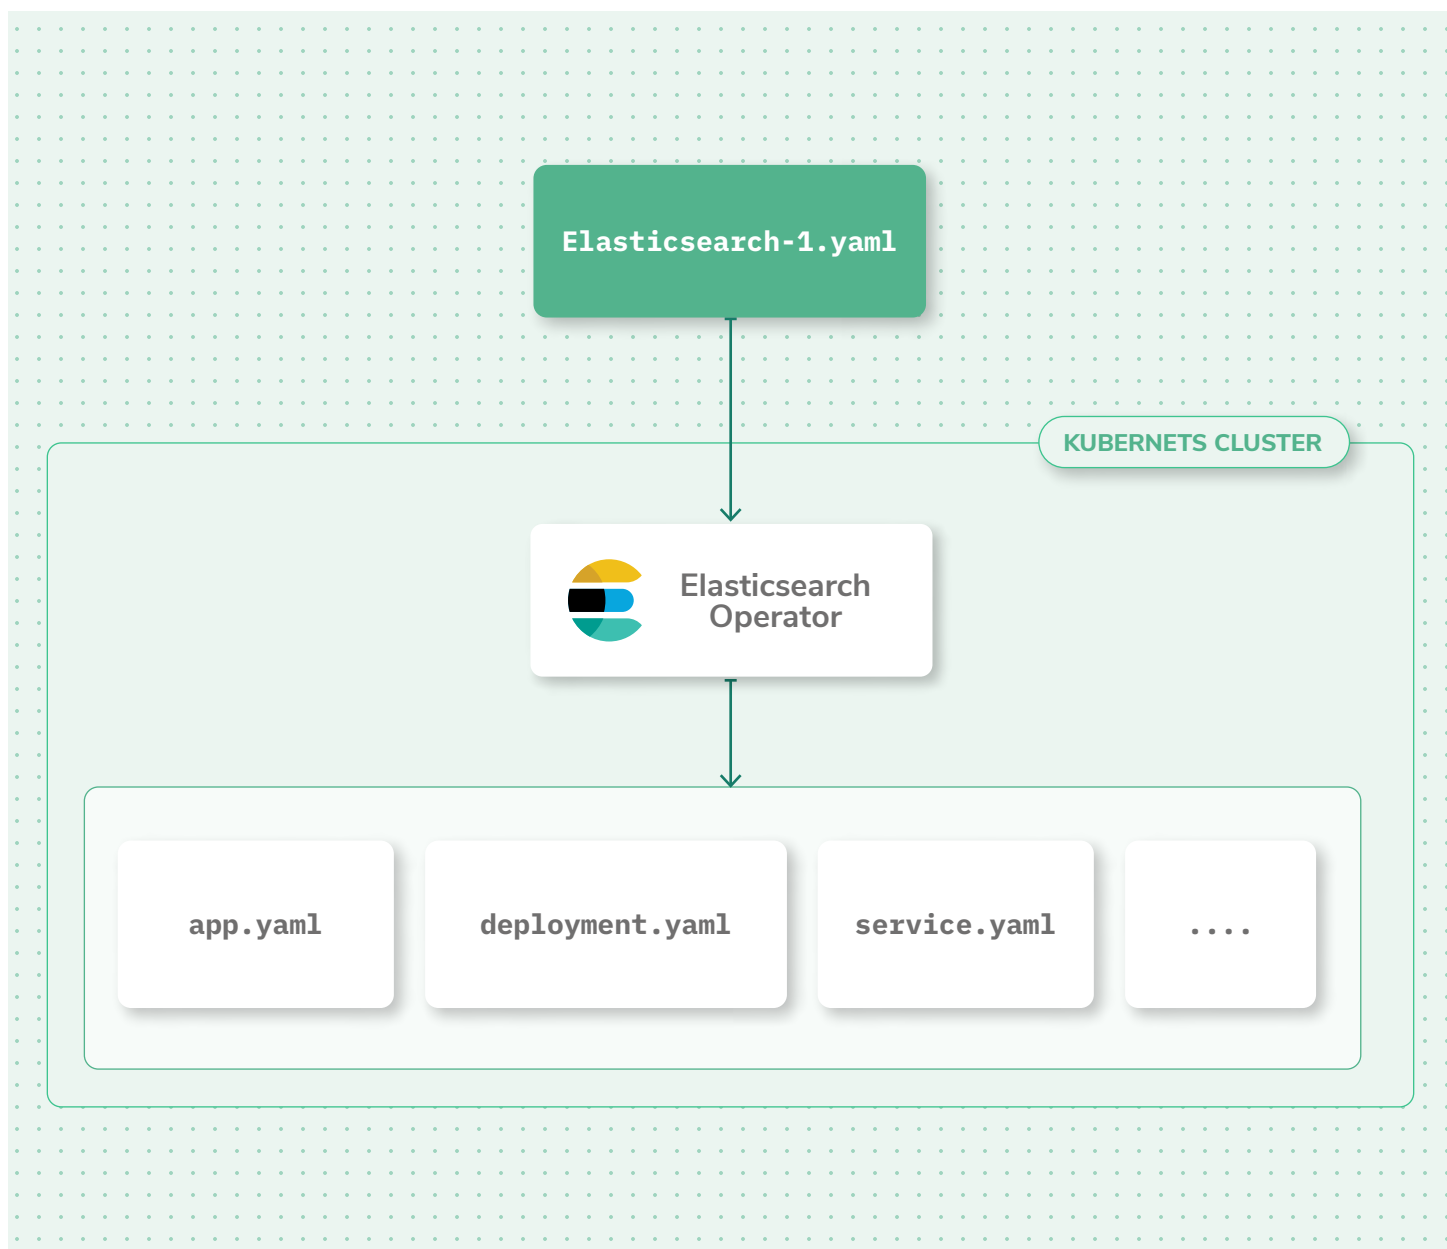 Elasticsearch-1.yaml
KUBERNETS CLUSTER
Elasticsearch
Operator
app.yaml
deployment.yaml
service.yaml
....